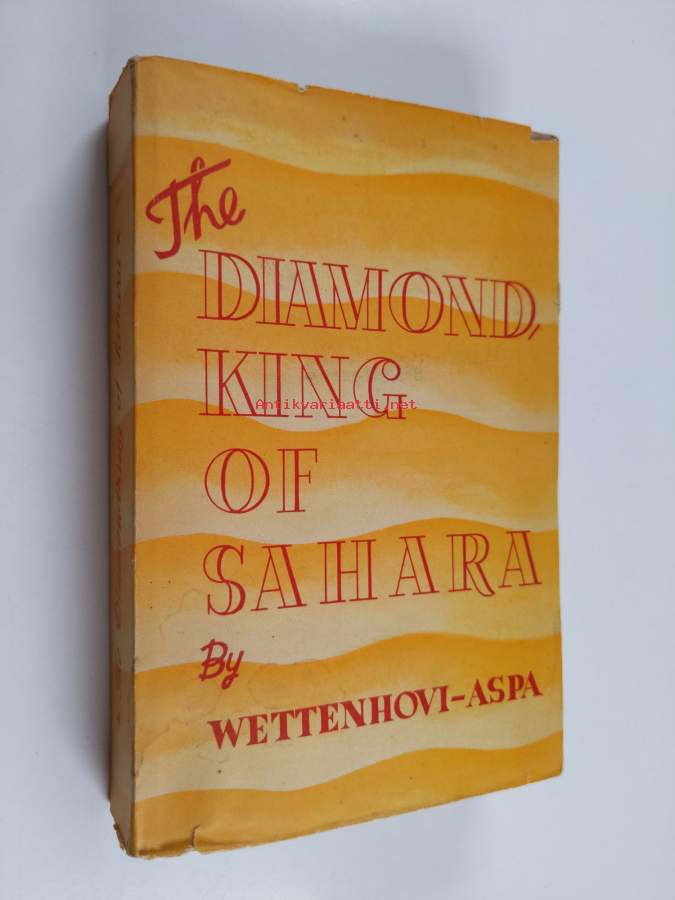 The
DIAMOND,
KING
Antikvariaatti.net
OF
SAHARA
By
WETTENHOVI-ASPA